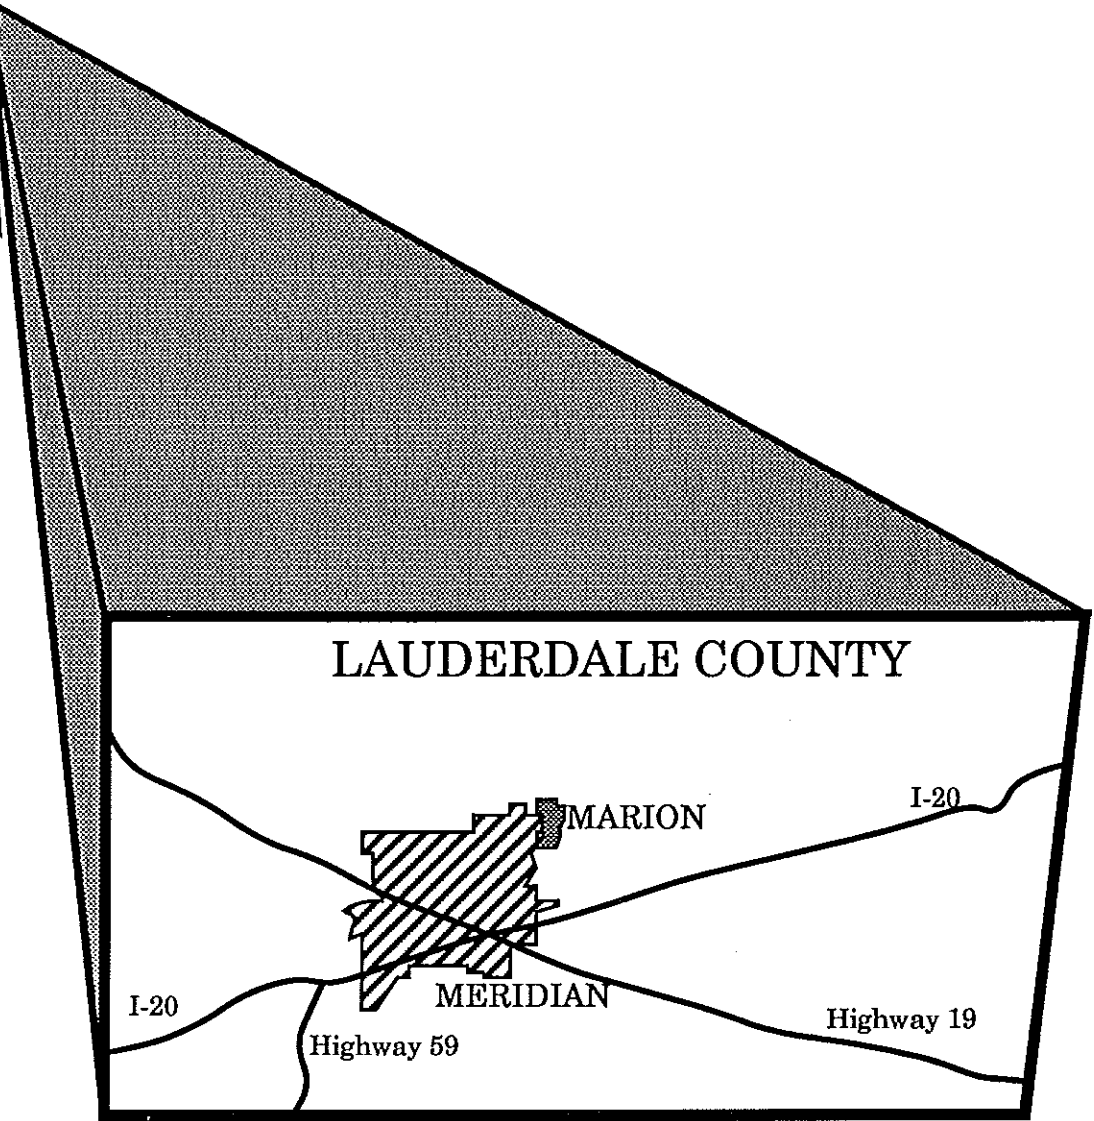 LAUDERDALE COUNTY
I-20
MARION
MERIDIAN
I-20
Highway 19
Highway 59